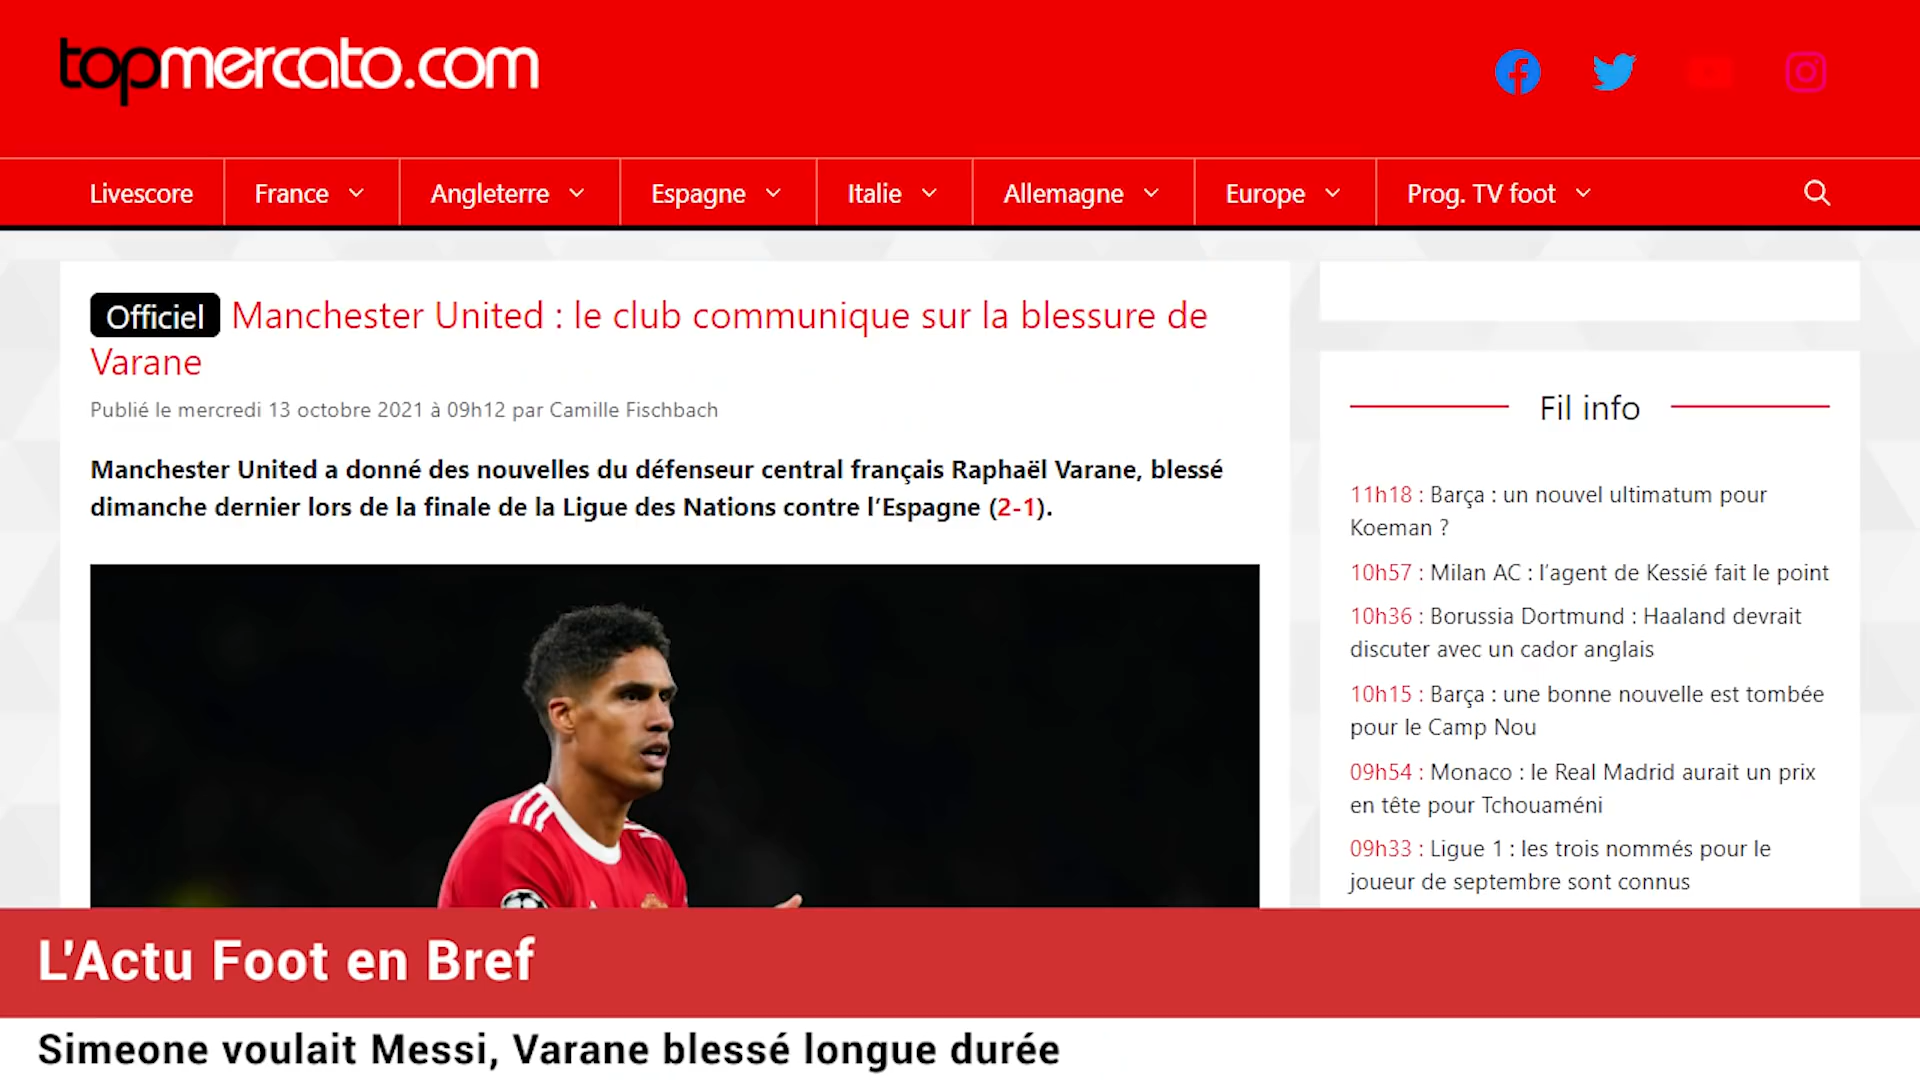 topmercato.com
Livescore
France
Angleterre
Espagne
Italie
Allemagne
Europe
Prog. TV foot
Officiel Manchester United : le club communique sur la blessure de
Varane
Publié le mercredi 13 octobre 2021 à 09h12 par Camille Fischbach
Manchester United a donné des nouvelles du défenseur central français Raphaël Varane, blessé
dimanche dernier lors de la finale de la Ligue des Nations contre l’Espagne (2-1).
Fil info
11h18 : Barça : un nouvel ultimatum pour
Koeman ?
10h57 : Milan AC : l’agent de Kessié fait le point
10h36 : Borussia Dortmund : Haaland devrait
discuter avec un cador anglais
10h15 : Barça : une bonne nouvelle est tombée
pour le Camp Nou
09h54 : Monaco : le Real Madrid aurait un prix
en tête pour Tchouaméni
09h33 : Ligue 1 : les trois nommés pour le
joueur de septembre sont connus
L'Actu Foot en Bref
Simeone voulait Messi, Varane blessé longue durée